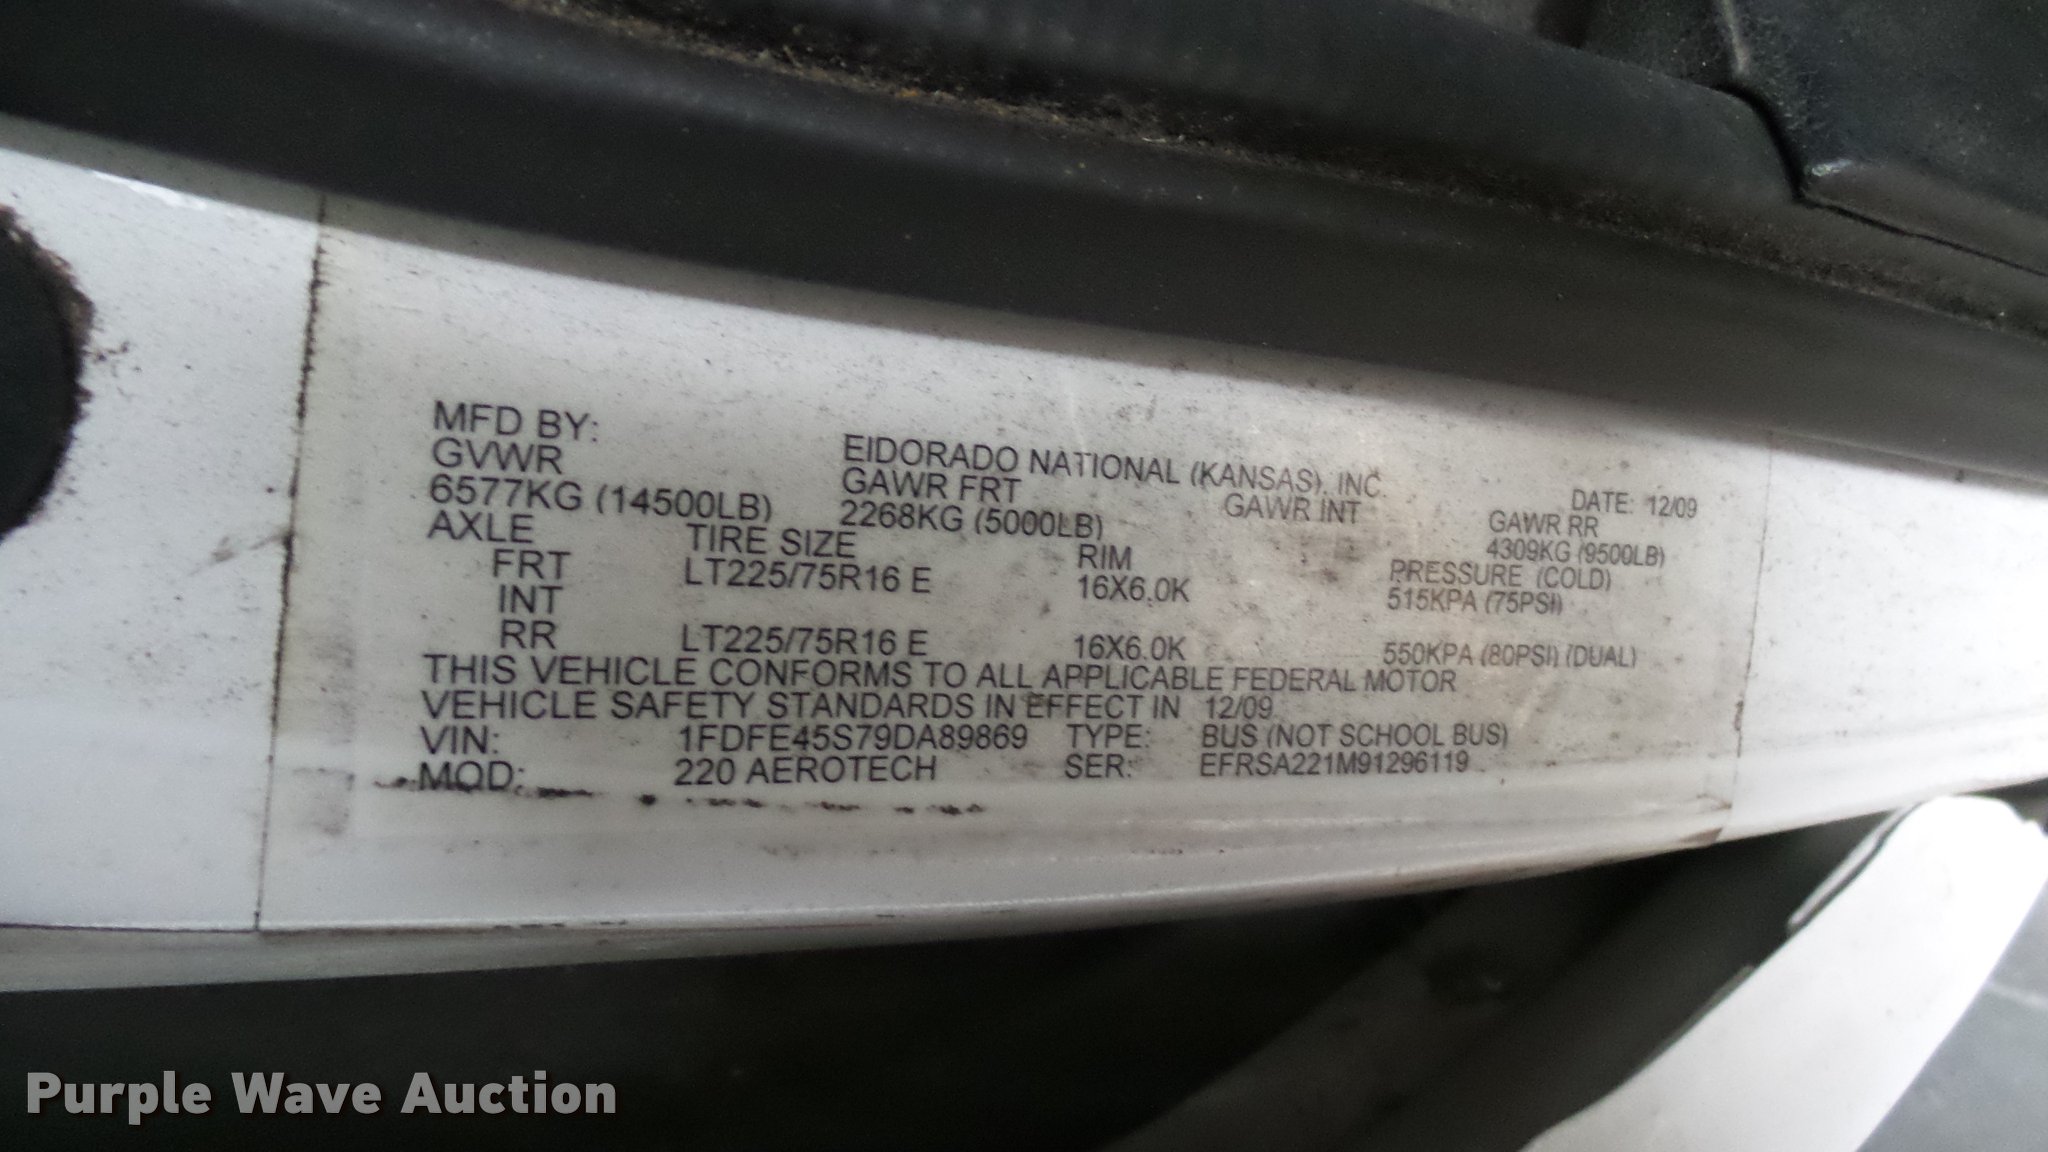 MFD BY: EIDORADO NATIONAL (KANSAS), INC. DATE: 12/09
GVWR GAWR FRT GAWR INT GAWR RR
6577KG (14500LB) 2268KG (5000LB) 4309KG (9500LB)
AXLE TIRE SIZE RIM PRESSURE (COLD)
FRT LT225/75R16 E 16X6.0K 515KPA (75PSI)
INT
RR LT225/75R16 E 16X6.0K 550KPA (80PSI) (DUAL)
THIS VEHICLE CONFORMS TO ALL APPLICABLE FEDERAL MOTOR
VEHICLE SAFETY STANDARDS IN EFFECT IN 12/09
VIN: 1FDFE45S79DA89869 TYPE: BUS (NOT SCHOOL BUS)
MOD: 220 AEROTECH SER: EFRSA221M91296119
Purple Wave Auction